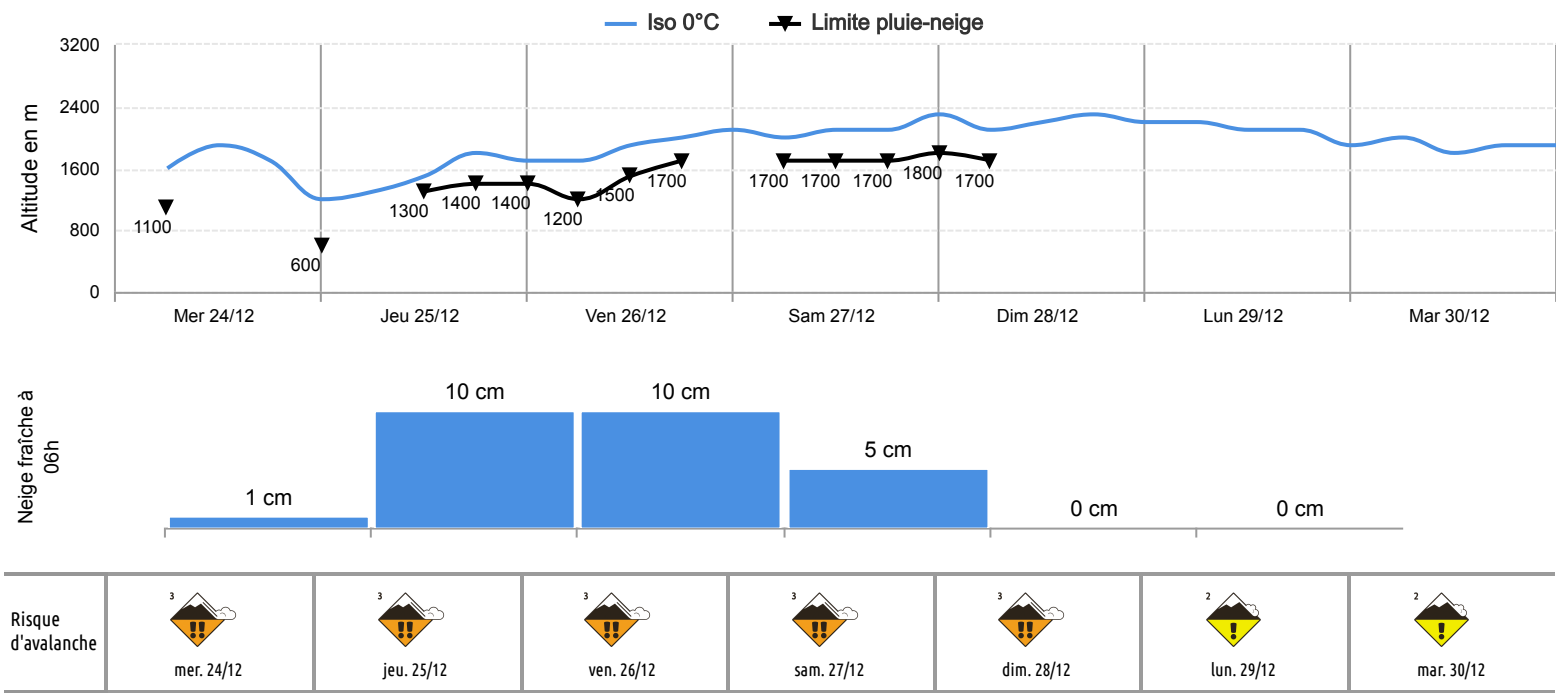 Iso 0°C Limite pluie-neige
Altitude en m
3200
2400
1600
800
0
1100
600
1300
1400
1400
1200
1500
1700
1700
1700
1700
1800
1700
Mer 24/12 Jeu 25/12 Ven 26/12 Sam 27/12 Dim 28/12 Lun 29/12 Mar 30/12
Neige fraîche à
06h
1 cm
10 cm
10 cm
5 cm
0 cm
0 cm
Risque
d'avalanche
3 3 3 3 3 2 2
!! !! !! !! !! ! !
mer. 24/12 jeu. 25/12 ven. 26/12 sam. 27/12 dim. 28/12 lun. 29/12 mar. 30/12